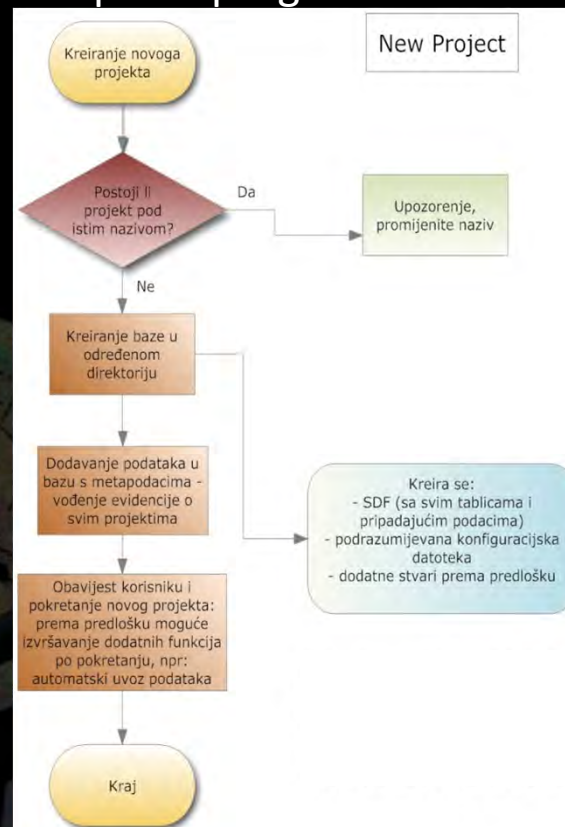 New Project
Kreiranje novoga
projekta
Postoji li
projekt pod
istim nazivom?
Da
Upozorenje,
promijenite naziv
Ne
Kreiranje baze u
određenom
direktoriju
Dodavanje podataka u
bazu s metapodacima -
vođenje evidencije o
svim projektima
Kreira se:
- SDF (sa svim tablicama i
pripadajućim podacima)
- podrazumijevana konfiguracijska
datoteka
- dodatne stvari prema predlošku
Obavijest korisniku i
pokretanje novog projekta:
prema predlošku moguće
izvršavanje dodatnih funkcija
po pokretanju, npr:
automatski uvoz podataka
Kraj